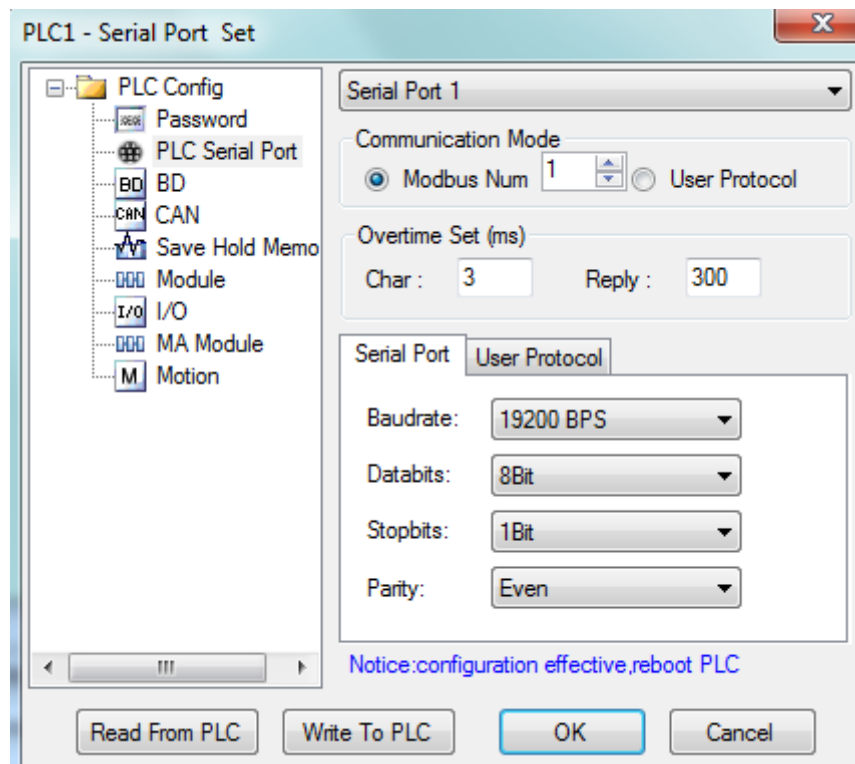 PLC1 - Serial Port Set
PLC Config
Password
PLC Serial Port
BD BD
CAN CAN
Save Hold Memo
Module
I/O I/O
MA Module
M Motion
Serial Port 1
Communication Mode
Modbus Num 1 User Protocol
Overtime Set (ms)
Char : 3 Reply : 300
Serial Port User Protocol
Baudrate: 19200 BPS
Databits: 8Bit
Stopbits: 1Bit
Parity: Even
Notice:configuration effective,reboot PLC
Read From PLC Write To PLC OK Cancel